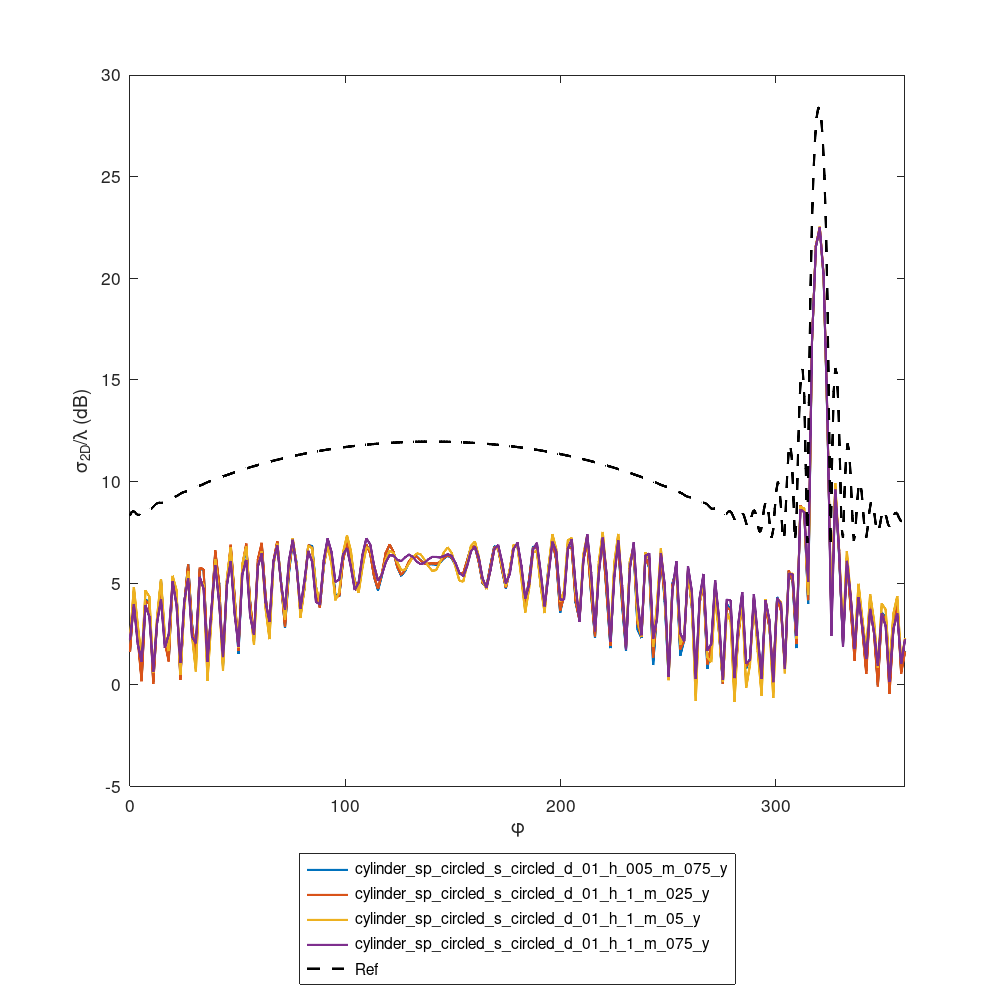 30
25
20
15
10
5
0
-5
σ2D/λ (dB)
0 100 200 300
φ
cylinder_sp_circled_s_circled_d_01_h_005_m_075_y
cylinder_sp_circled_s_circled_d_01_h_1_m_025_y
cylinder_sp_circled_s_circled_d_01_h_1_m_05_y
cylinder_sp_circled_s_circled_d_01_h_1_m_075_y
Ref